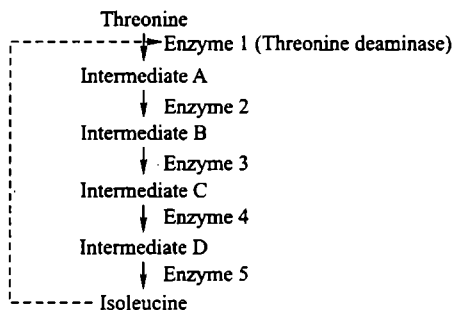 Threonine
Enzyme 1 (Threonine deaminase)
Intermediate A
Enzyme 2
Intermediate B
Enzyme 3
Intermediate C
Enzyme 4
Intermediate D
Enzyme 5
Isoleucine